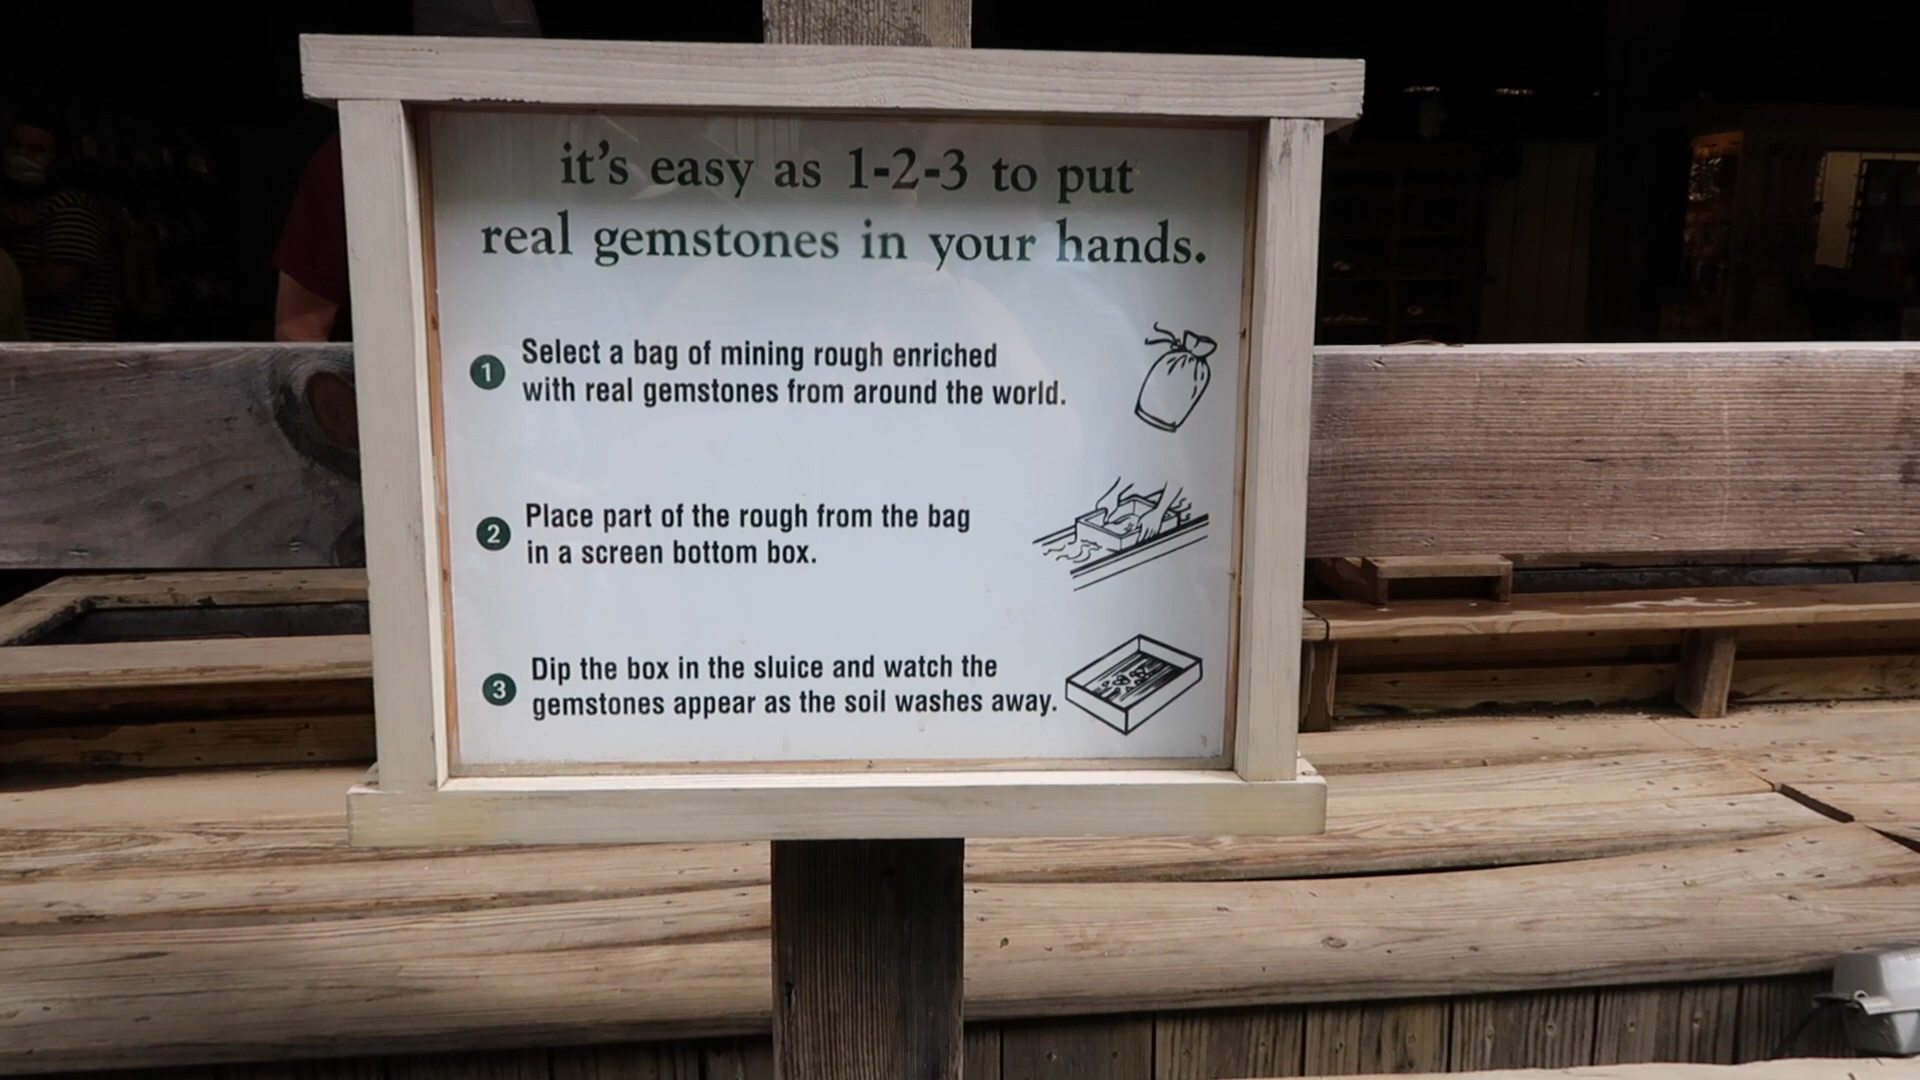 it's easy as 1-2-3 to put
real gemstones in your hands.
1 Select a bag of mining rough enriched
with real gemstones from around the world.
2 Place part of the rough from the bag
in a screen bottom box.
3 Dip the box in the sluice and watch the
gemstones appear as the soil washes away.